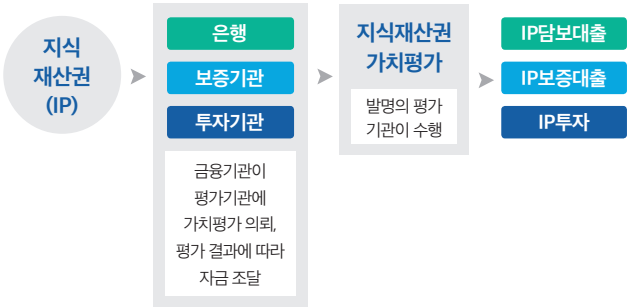 지식
재산권
(IP)
은행
보증기관
투자기관
금융기관이
평가기관에
가치평가 의뢰,
평가 결과에 따라
자금 조달
지식재산권
가치평가
발명의 평가
기관이 수행
IP담보대출
IP보증대출
IP투자